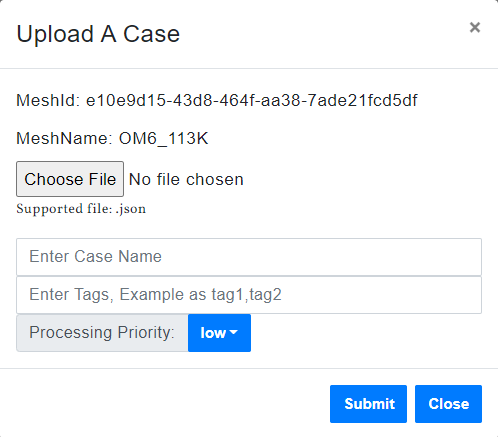 Upload A Case
×
MeshId: e10e9d15-43d8-464f-aa38-7ade21fcd5df
MeshName: OM6_113K
Choose File No file chosen
Supported file: .json
Enter Case Name
Enter Tags, Example as tag1,tag2
Processing Priority: low
Submit Close